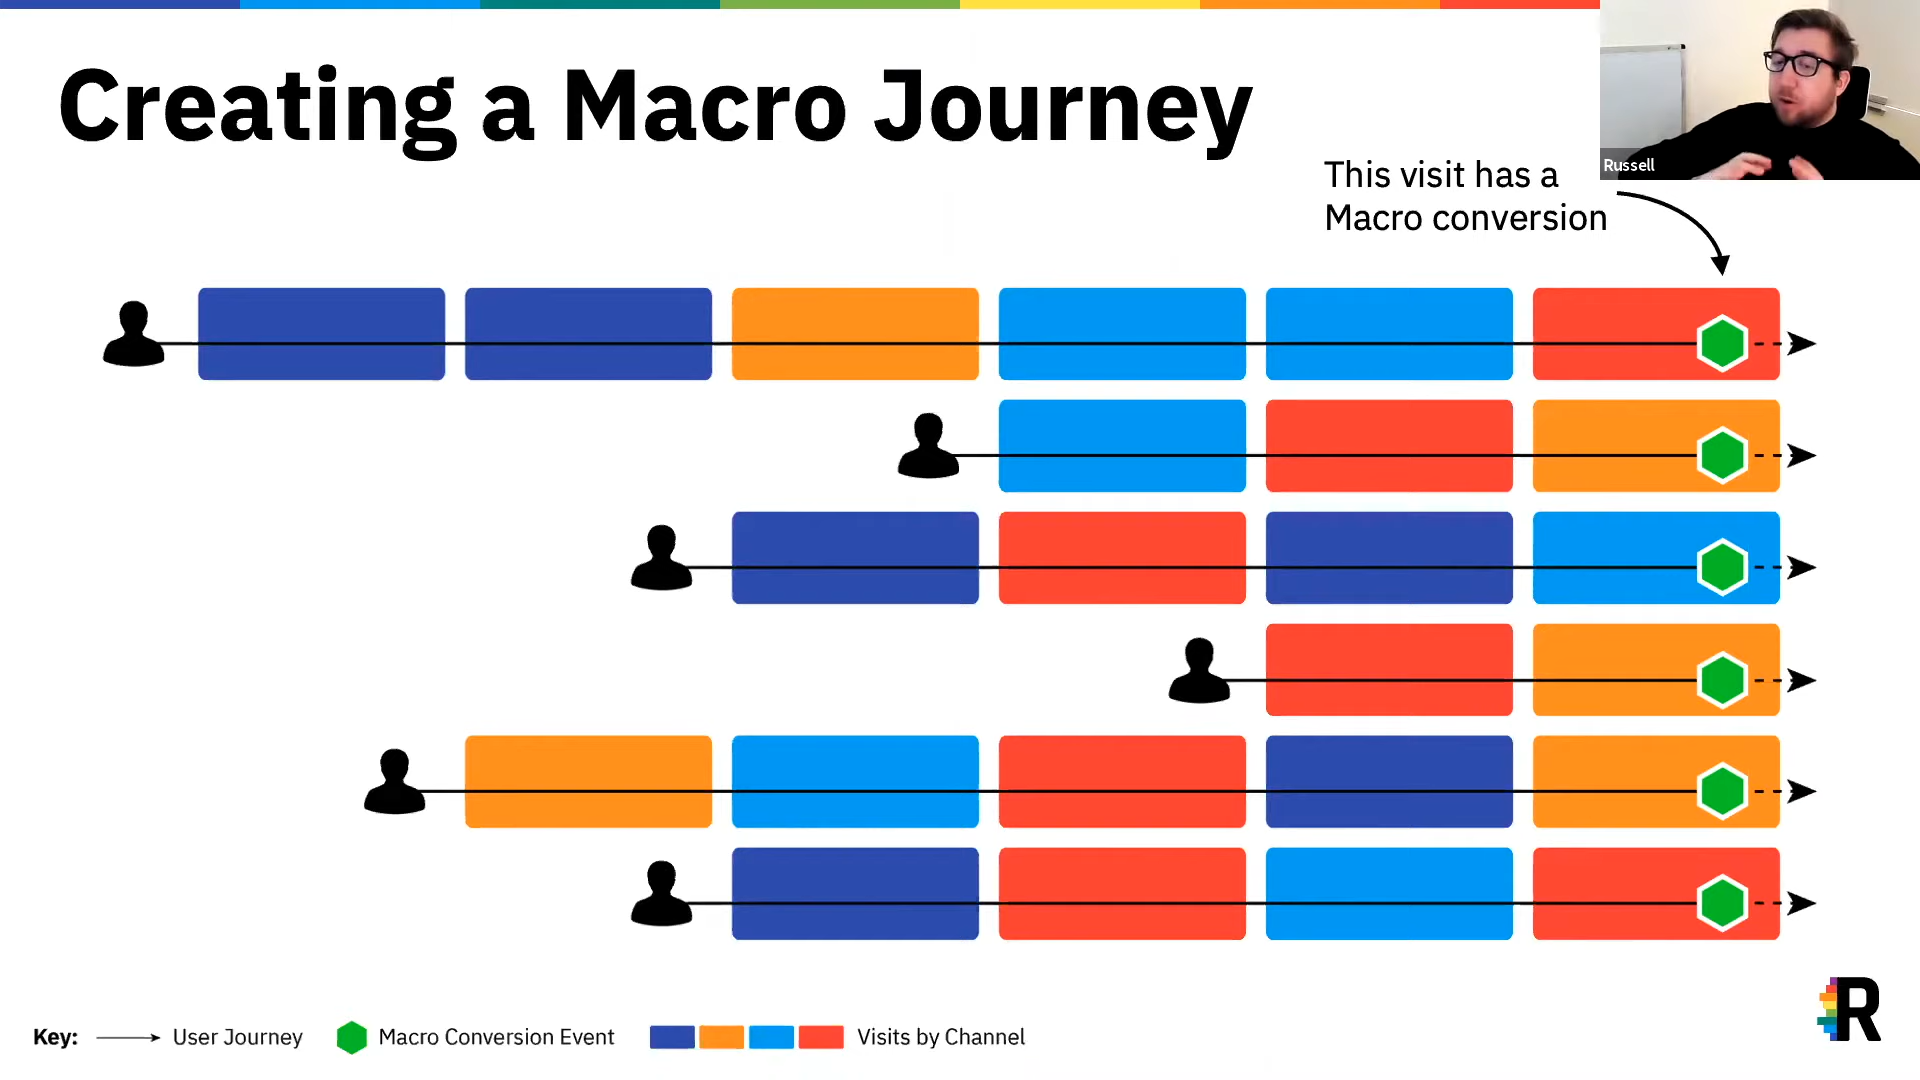 Creating a Macro Journey
Russell
This visit has a
Macro conversion
Key:
User Journey
Macro Conversion Event
Visits by Channel
R